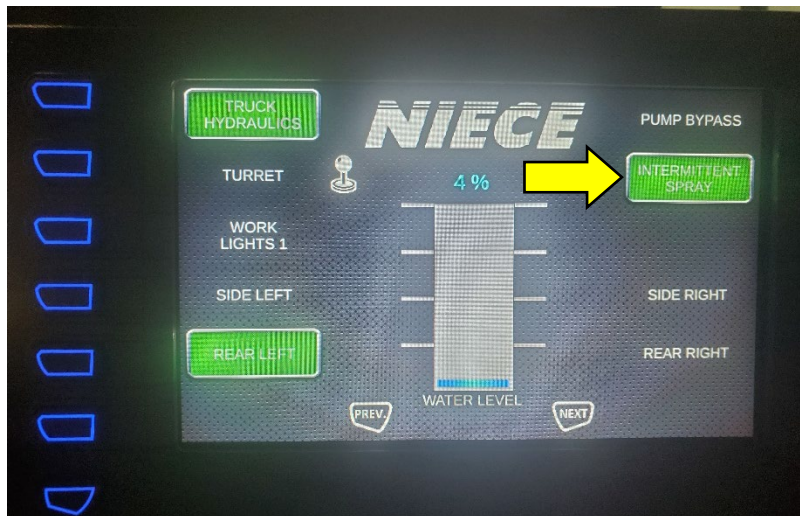 TRUCK
HYDRAULICS
NIECE
PUMP BYPASS
TURRET
4 %
INTERMITTENT
SPRAY
WORK
LIGHTS 1
SIDE LEFT
SIDE RIGHT
REAR LEFT
REAR RIGHT
WATER LEVEL
PREV.
NEXT